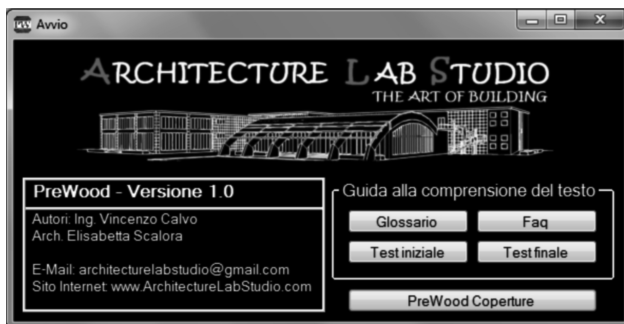 Avvio
ARCHITECTURE LAB STUDIO
THE ART OF BUILDING
PreWood - Versione 1.0
Autori: Ing. Vincenzo Calvo
Arch. Elisabetta Scalora
E-Mail: architecturelabstudio@gmail.com
Sito Internet: www.ArchitectureLabStudio.com
Guida alla comprensione del testo
Glossario
Faq
Test iniziale
Test finale
PreWood Coperture